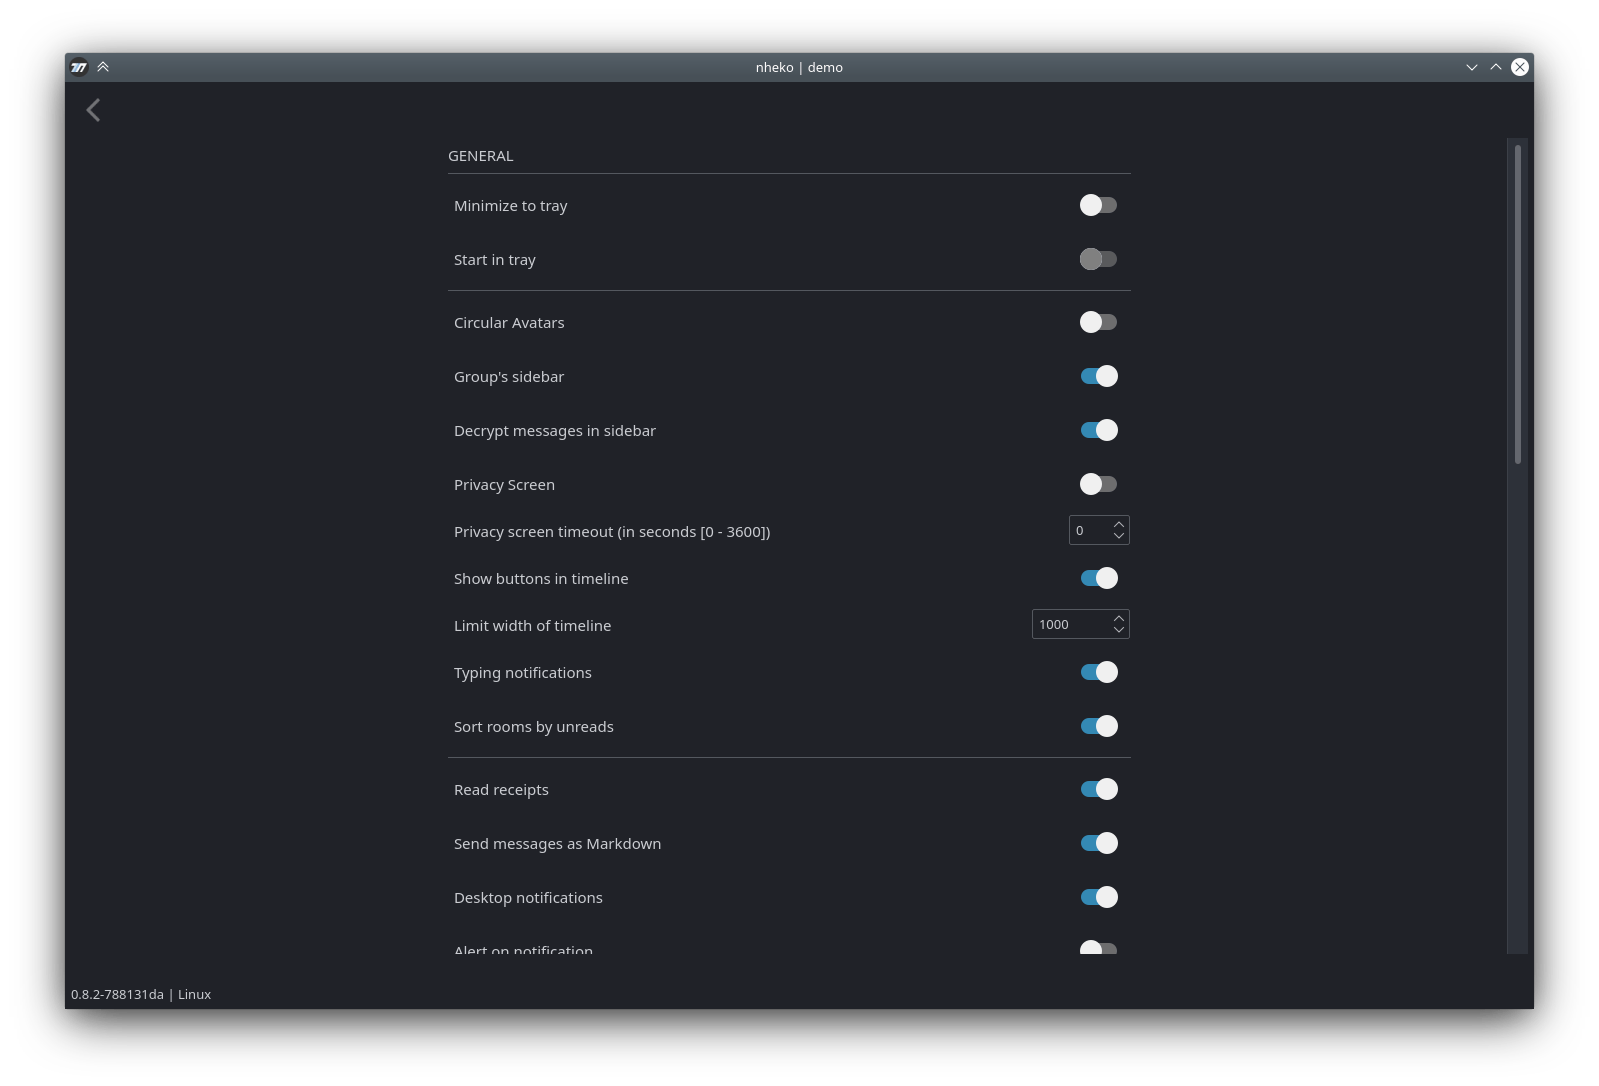 nheko | demo
GENERAL
Minimize to tray
Start in tray
Circular Avatars
Group's sidebar
Decrypt messages in sidebar
Privacy Screen
Privacy screen timeout (in seconds [0 - 3600]) 0
Show buttons in timeline
Limit width of timeline 1000
Typing notifications
Sort rooms by unreads
Read receipts
Send messages as Markdown
Desktop notifications
Alert on notification
0.8.2-788131da | Linux